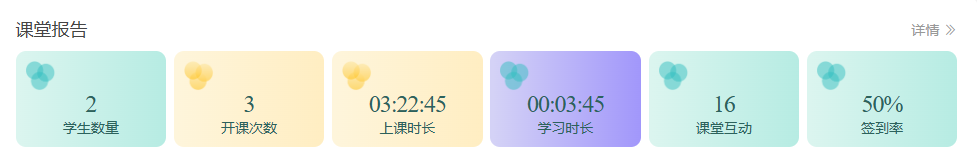 课堂报告
详情
2
学生数量
3
开课次数
03:22:45
上课时长
00:03:45
学习时长
16
课堂互动
50%
签到率